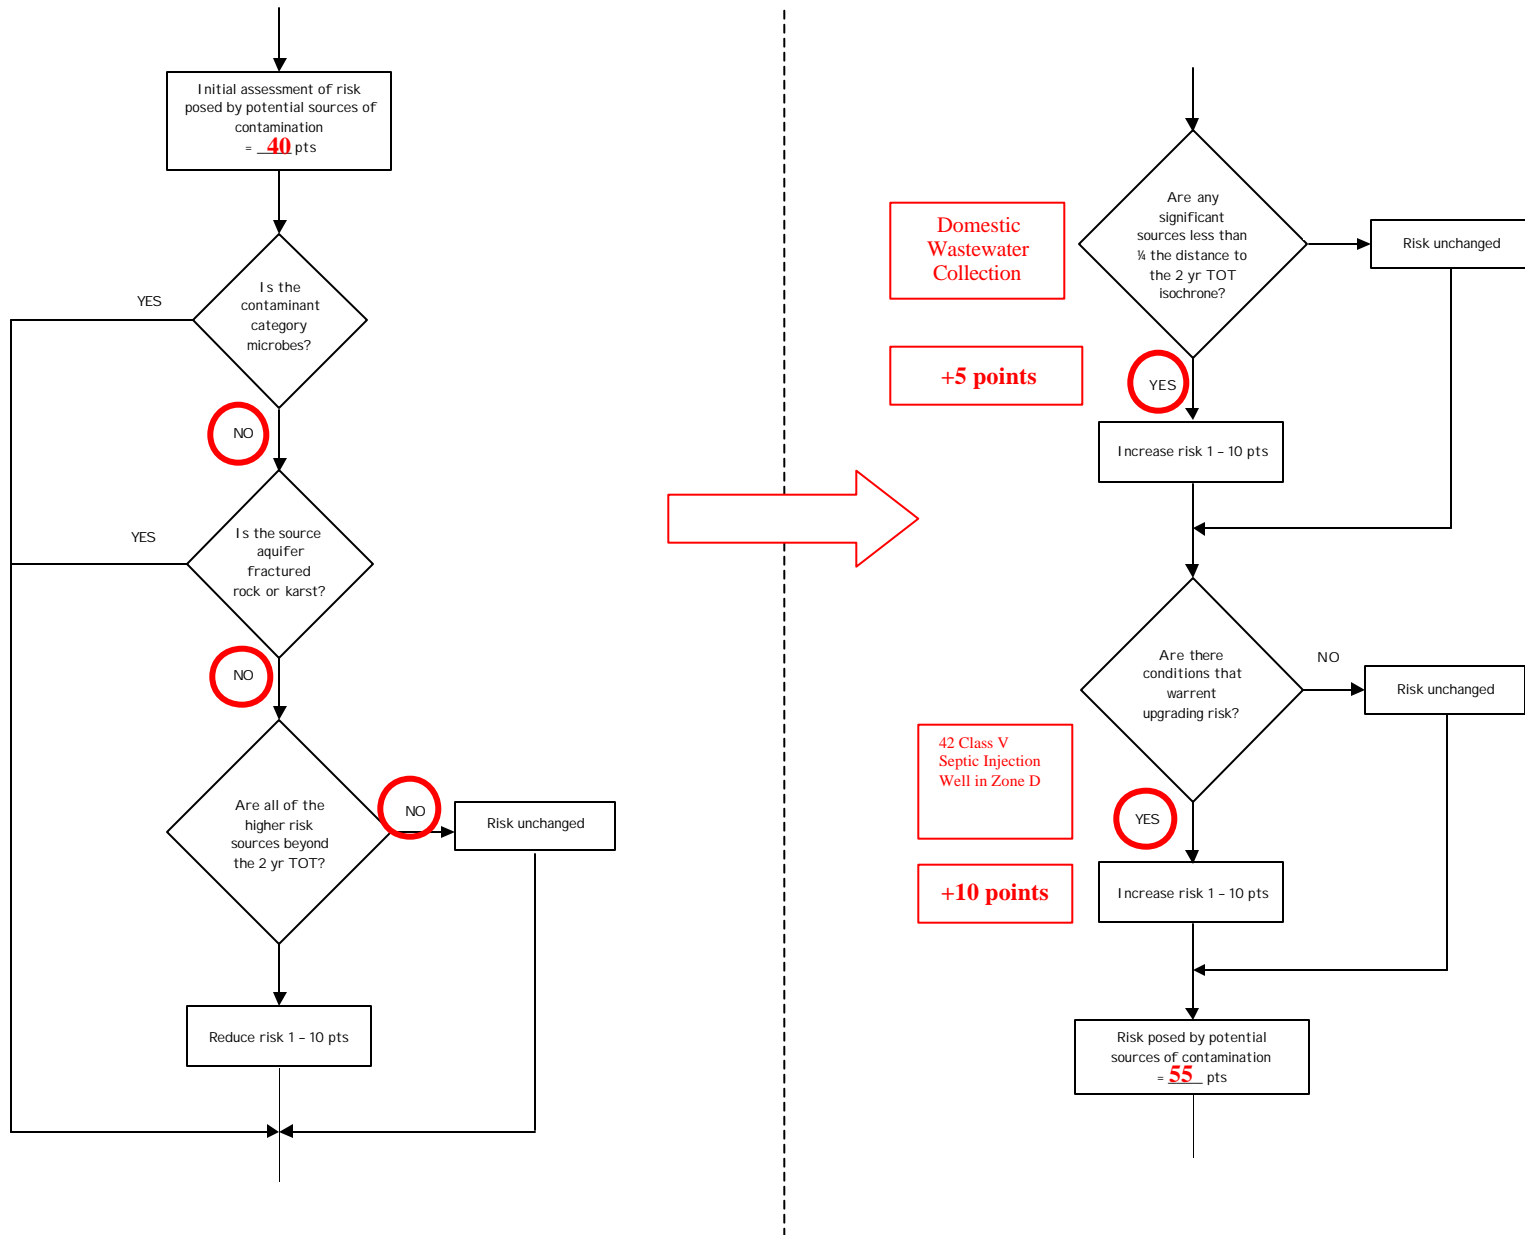 Initial assessment of risk
posed by potential sources of
contamination
= 40 pts
Is the
contaminant
category
microbes?
YES
NO
Is the source
aquifer
fractured
rock or karst?
YES
NO
Are all of the
higher risk
sources beyond
the 2 yr TOT?
NO
Risk unchanged
Reduce risk 1 – 10 pts
Are any
significant
sources less than
¼ the distance to
the 2 yr TOT
isochrone?
Risk unchanged
Domestic
Wastewater
Collection
+5 points
YES
Increase risk 1 – 10 pts
Are there
conditions that
warrent
upgrading risk?
NO
Risk unchanged
42 Class V
Septic Injection
Well in Zone D
YES
+10 points
Increase risk 1 – 10 pts
Risk posed by potential
sources of contamination
= 55 pts